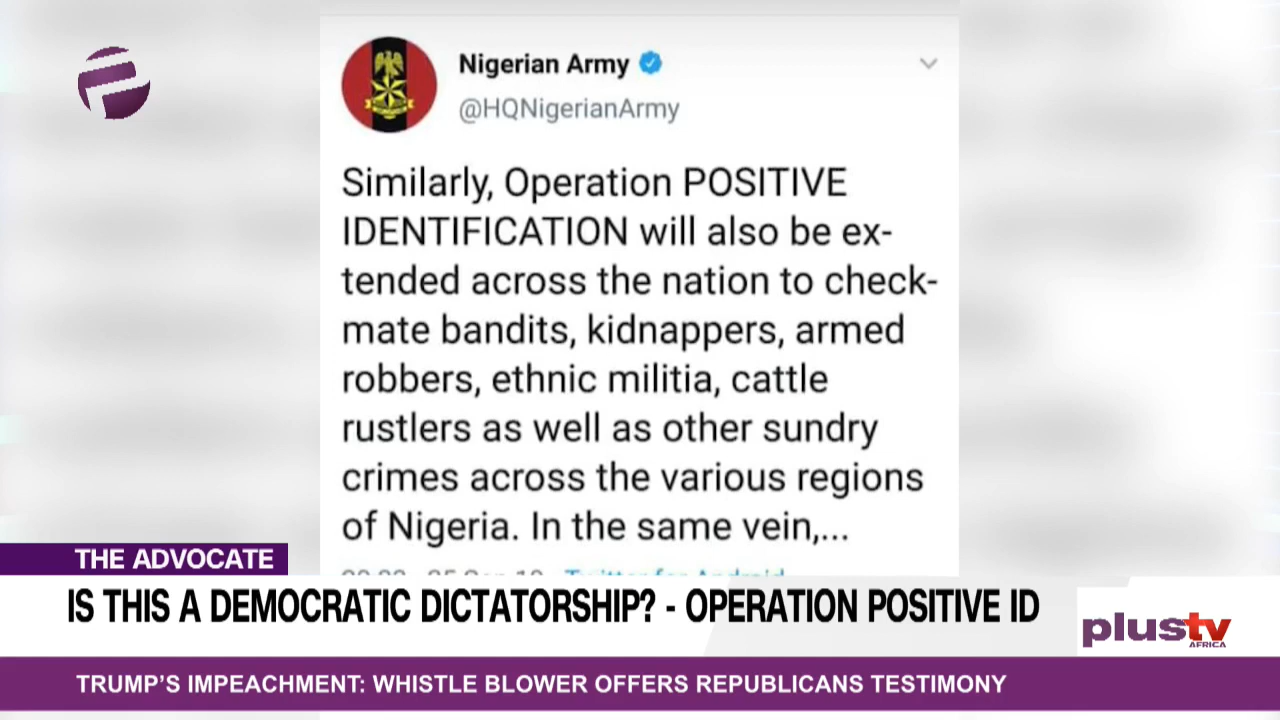 Nigerian Army
@HQNigerianArmy
Similarly, Operation POSITIVE
IDENTIFICATION will also be ex-
tended across the nation to check-
mate bandits, kidnappers, armed
robbers, ethnic militia, cattle
rustlers as well as other sundry
crimes across the various regions
of Nigeria. In the same vein,...
Twitter for Android
THE ADVOCATE
IS THIS A DEMOCRATIC DICTATORSHIP? - OPERATION POSITIVE ID
plustv
AFRICA
TRUMP'S IMPEACHMENT: WHISTLE BLOWER OFFERS REPUBLICANS TESTIMONY